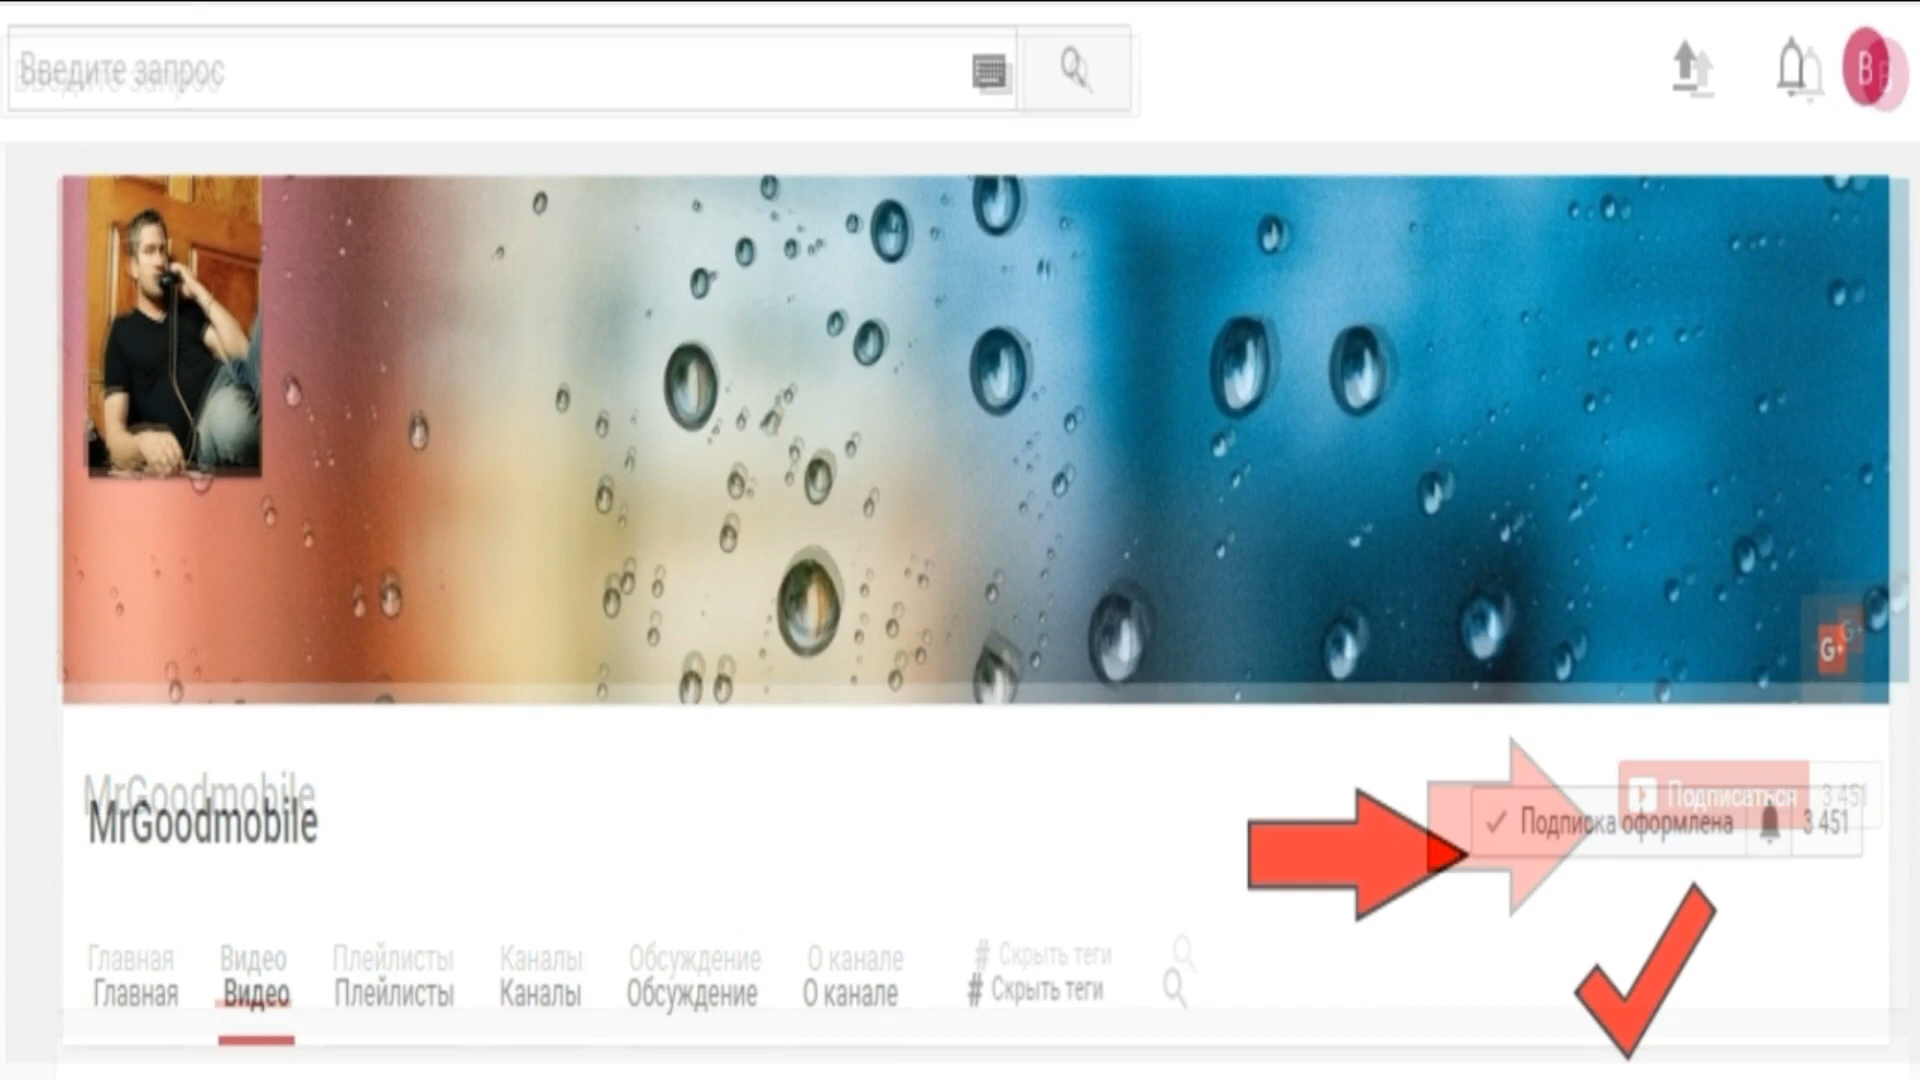 Введите запрос
B B
G+ G+
MrGoodmobile
MrGoodmobile
Подписаться 3 451
Подписка оформлена 3 451
Главная Видео Плейлисты Каналы Обсуждение О канале # Скрыть теги
Главная Видео Плейлисты Каналы Обсуждение О канале # Скрыть теги